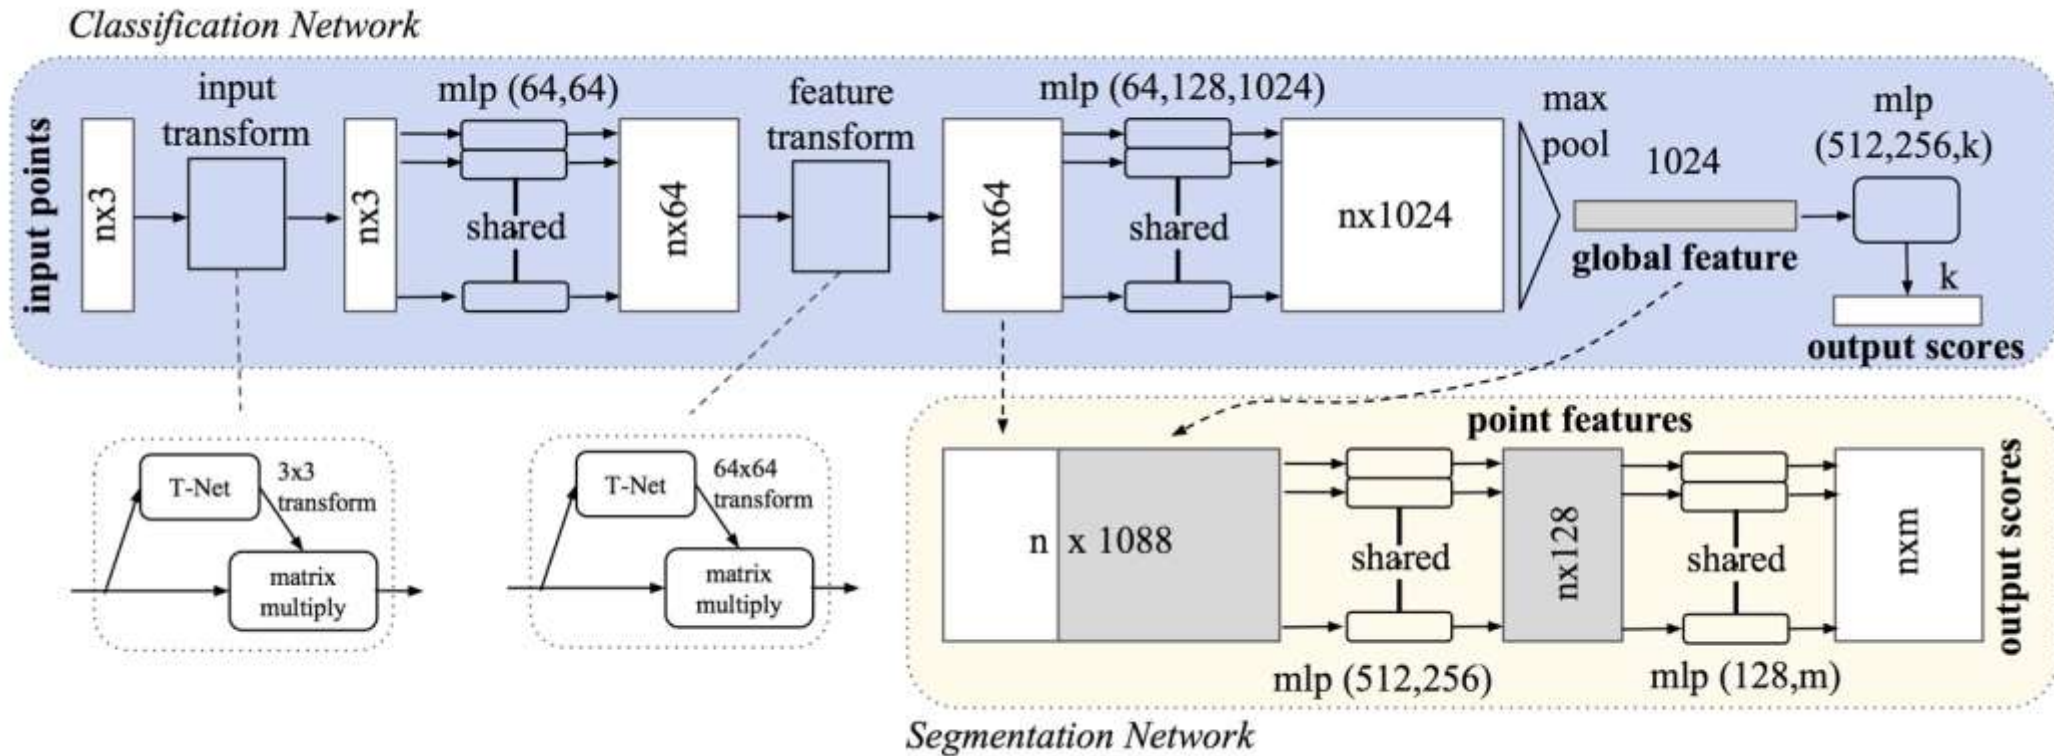 Classification Network
input
transform
mlp (64,64)
feature
transform
mlp (64,128,1024)
max
pool
mlp
(512,256,k)
input points
nx3
nx3
shared
nx64
nx64
shared
nx1024
1024
global feature
k
output scores
T-Net
3x3
transform
matrix
multiply
T-Net
64x64
transform
matrix
multiply
point features
n x 1088
shared
nx128
shared
nxm
output scores
mlp (512,256)
mlp (128,m)
Segmentation Network